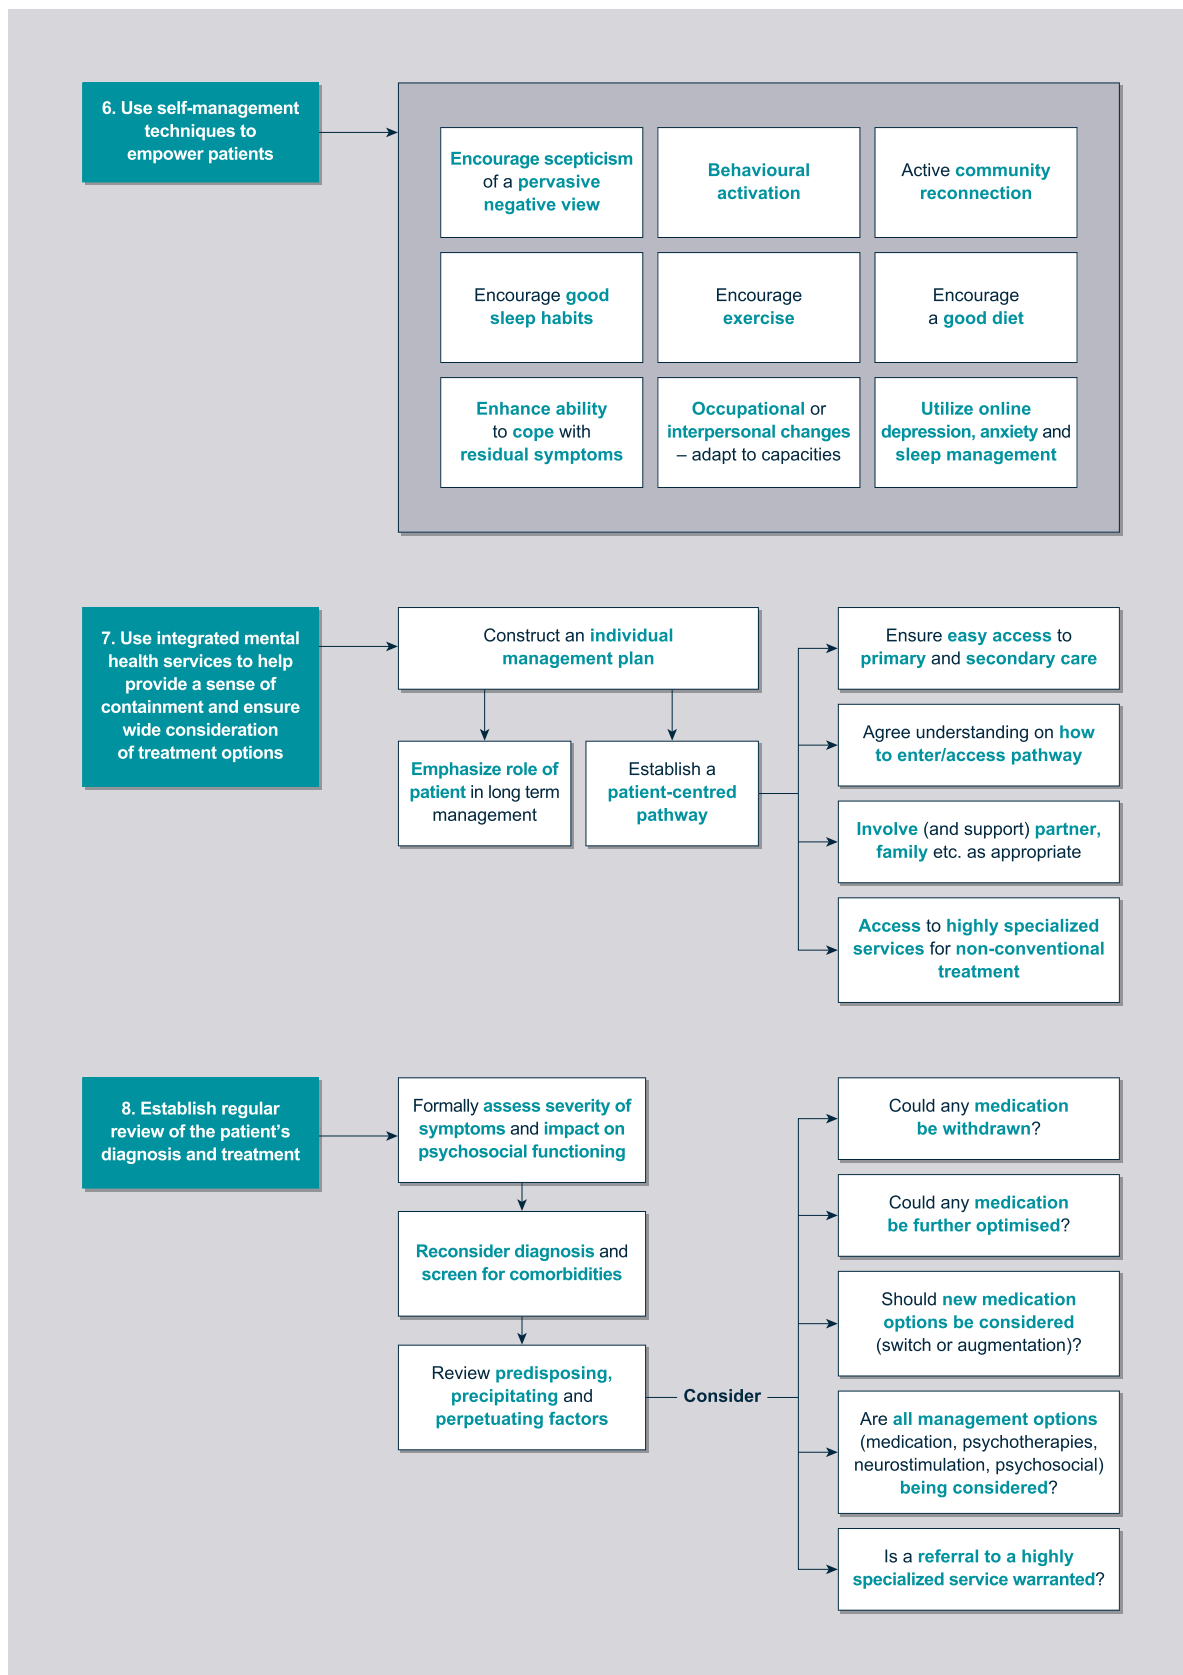 6. Use self-management
techniques to
empower patients
Encourage scepticism
of a pervasive
negative view
Behavioural
activation
Active community
reconnection
Encourage good
sleep habits
Encourage
exercise
Encourage
a good diet
Enhance ability
to cope with
residual symptoms
Occupational or
interpersonal changes
– adapt to capacities
Utilize online
depression, anxiety and
sleep management
7. Use integrated mental
health services to help
provide a sense of
containment and ensure
wide consideration
of treatment options
Construct an individual
management plan
Emphasize role of
patient in long term
management
Establish a
patient-centred
pathway
Ensure easy access to
primary and secondary care
Agree understanding on how
to enter/access pathway
Involve (and support) partner,
family etc. as appropriate
Access to highly specialized
services for non-conventional
treatment
8. Establish regular
review of the patient’s
diagnosis and treatment
Formally assess severity of
symptoms and impact on
psychosocial functioning
Reconsider diagnosis and
screen for comorbidities
Review predisposing,
precipitating and
perpetuating factors
Consider
Could any medication
be withdrawn?
Could any medication
be further optimised?
Should new medication
options be considered
(switch or augmentation)?
Are all management options
(medication, psychotherapies,
neurostimulation, psychosocial)
being considered?
Is a referral to a highly
specialized service warranted?